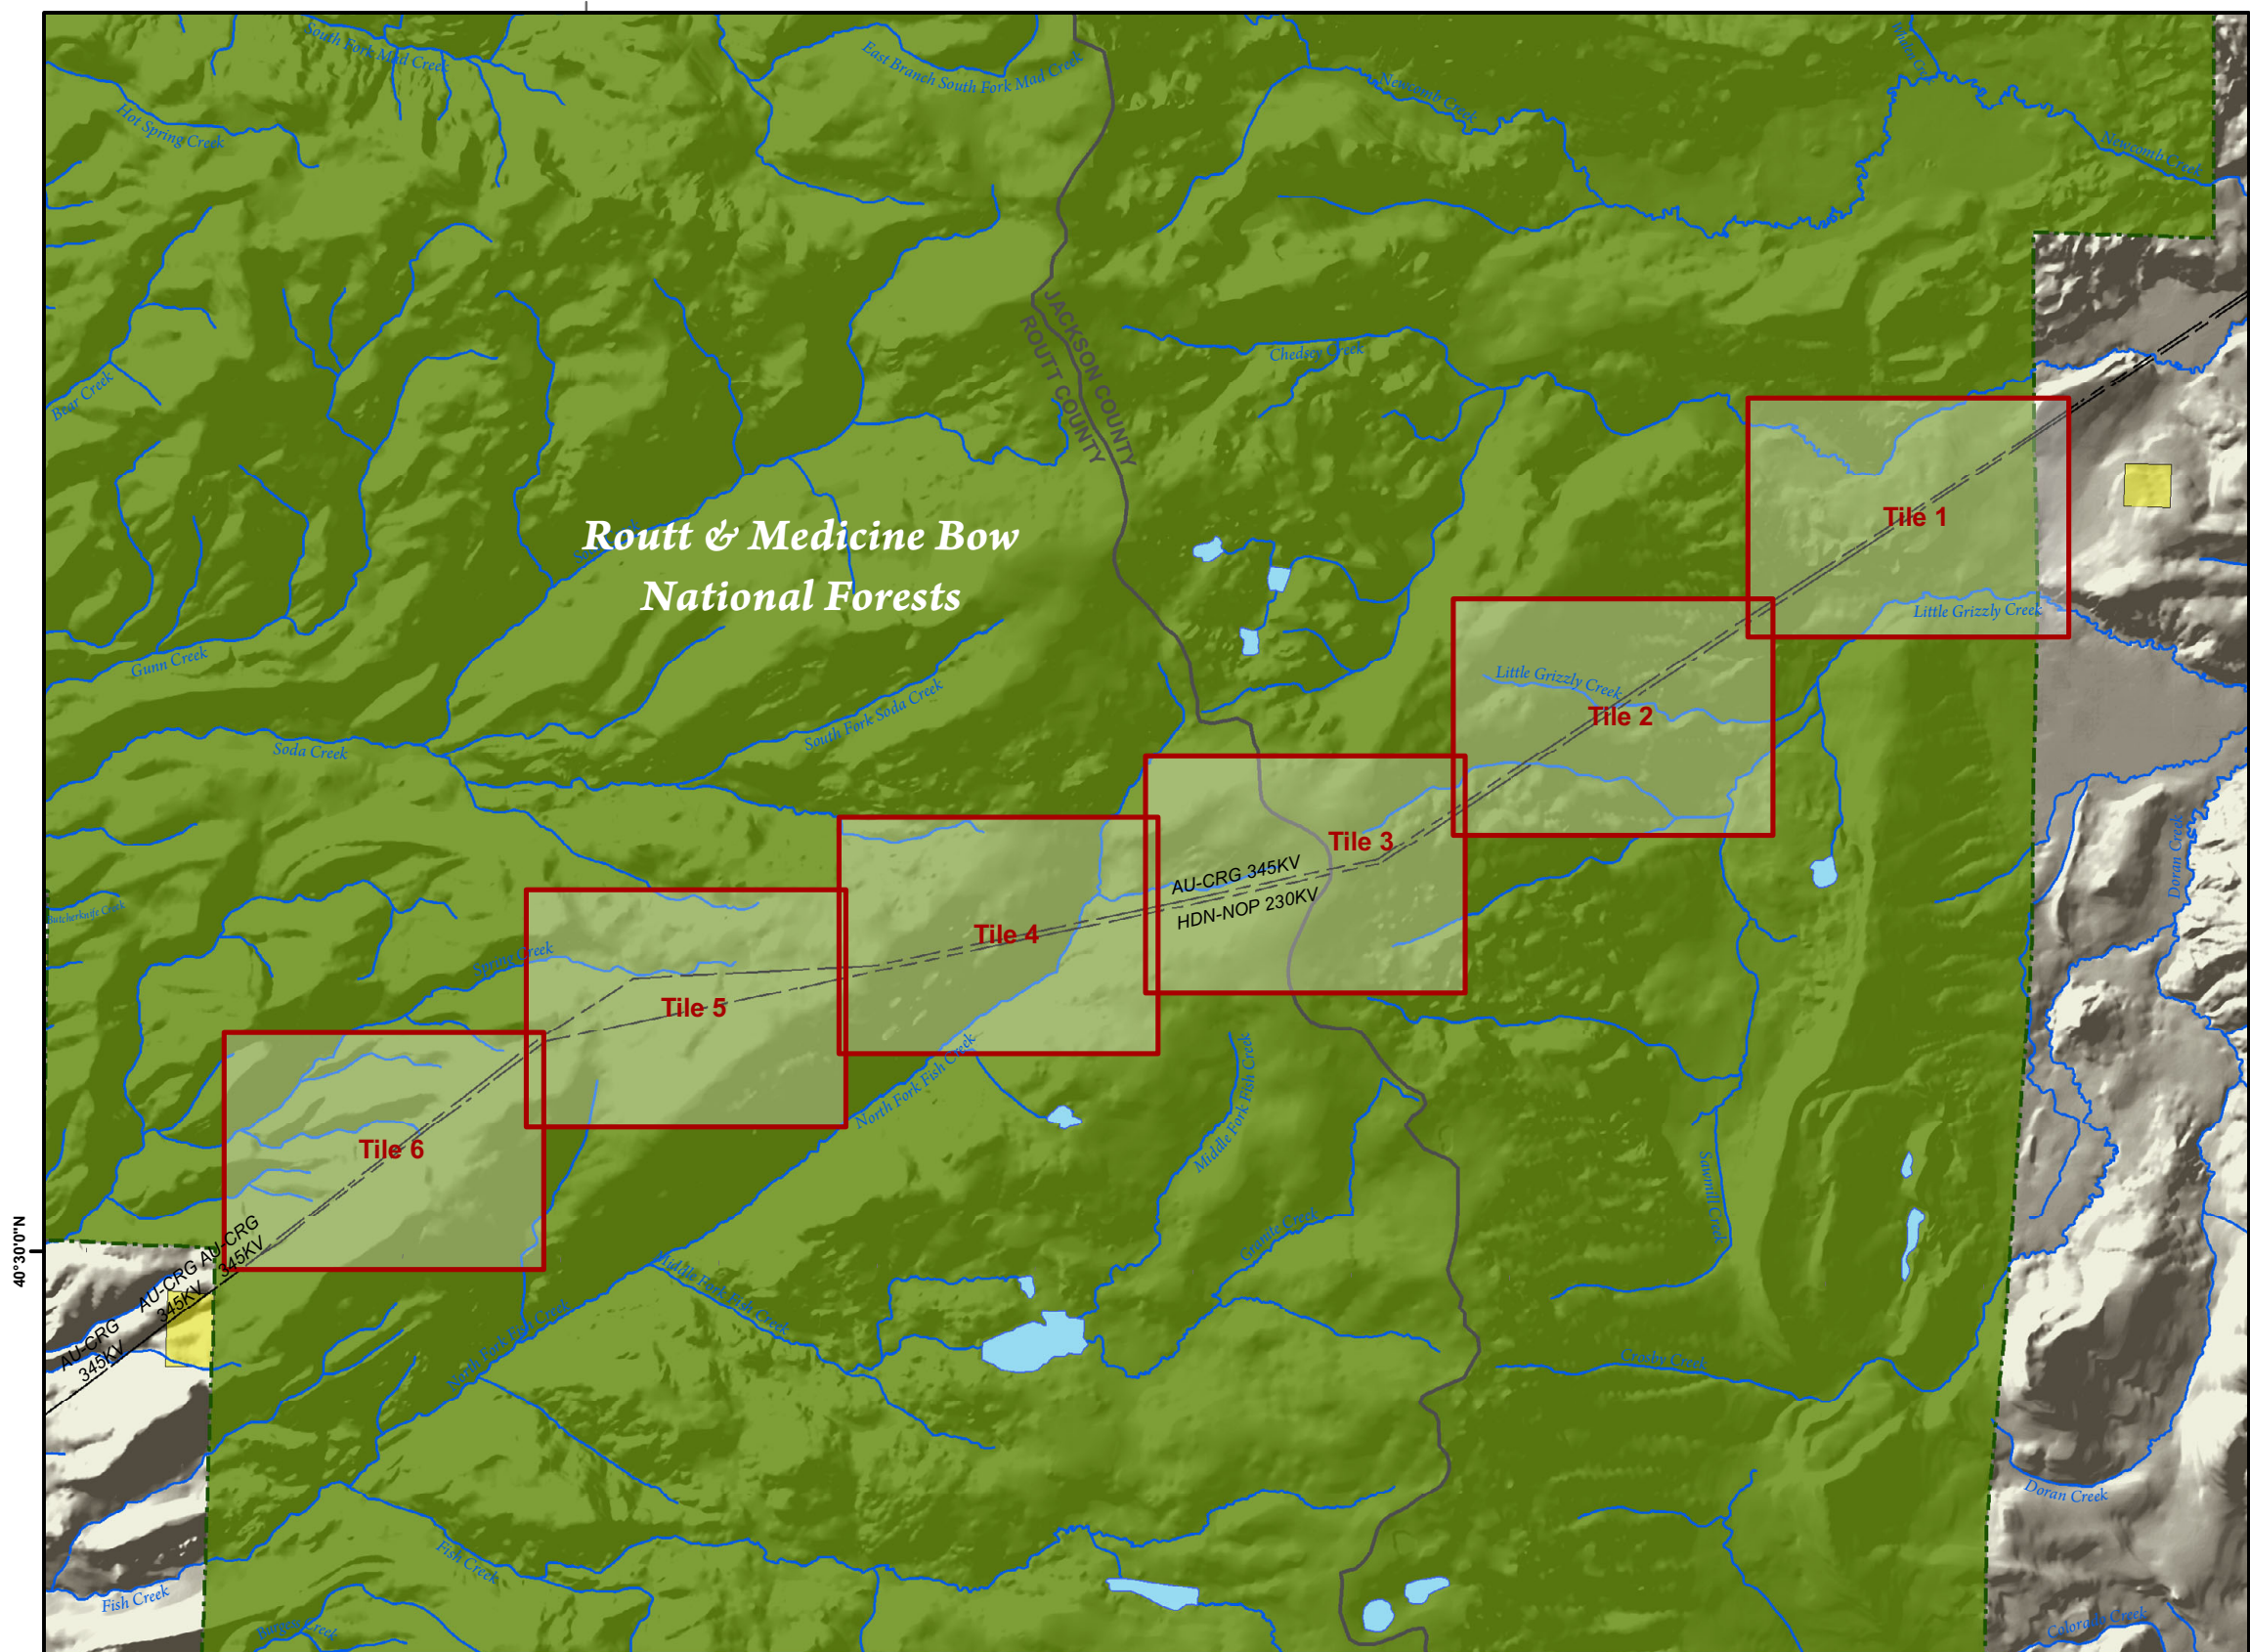 South Fork Mad Creek
East Branch South Fork Mad Creek
Newcomb Creek
Newcomb Creek
Hot Spring Creek
JACKSON COUNTY
ROUTT COUNTY
Chedsey Creek
Bear Creek
Tile 1
Routt & Medicine Bow
National Forests
Little Grizzly Creek
Gunn Creek
Little Grizzly Creek
South Fork Soda Creek
Tile 2
Soda Creek
Tile 3
Doran Creek
AU-CRG 345KV
HDN-NOP 230KV
Butcherknife Creek
Tile 4
Spring Creek
Tile 5
North Fork Fish Creek
Middle Fork Fish Creek
Tile 6
Sawmill Creek
Granite Creek
40°30'0"N
AU-CRG
345KV
AU-CRG
345KV
AU-CRG
345KV
Middle Fork Fish Creek
North Fork Fish Creek
Crosby Creek
Doran Creek
Fish Creek
Fish Creek
Burgess Creek
Colorado Creek